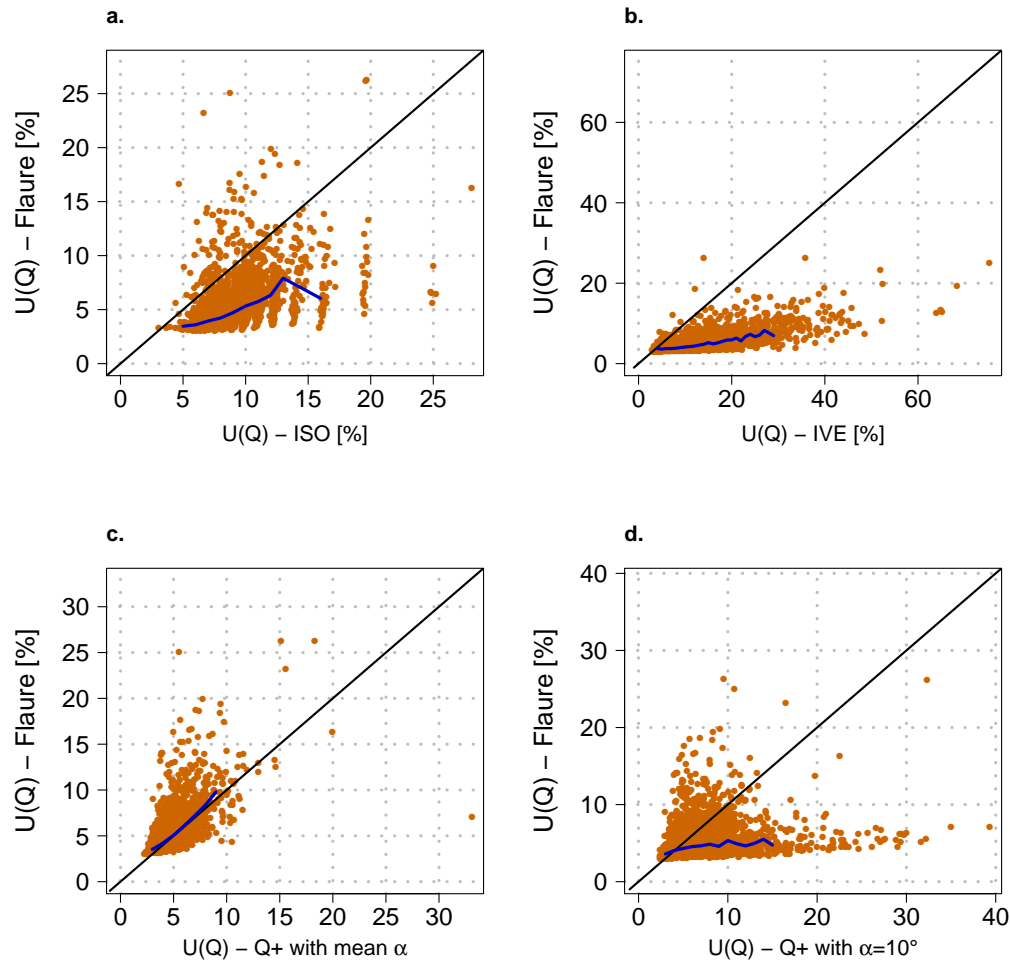 a.
U(Q) − Flaure [%]
25
20
15
10
5
0
0 5 10 15 20 25
U(Q) − ISO [%]
b.
U(Q) − Flaure [%]
60
40
20
0
0 20 40 60
U(Q) − IVE [%]
c.
U(Q) − Flaure [%]
30
25
20
15
10
5
0
0 5 10 15 20 25 30
U(Q) − Q+ with mean α
d.
U(Q) − Flaure [%]
40
30
20
10
0
0 10 20 30 40
U(Q) − Q+ with α=10°